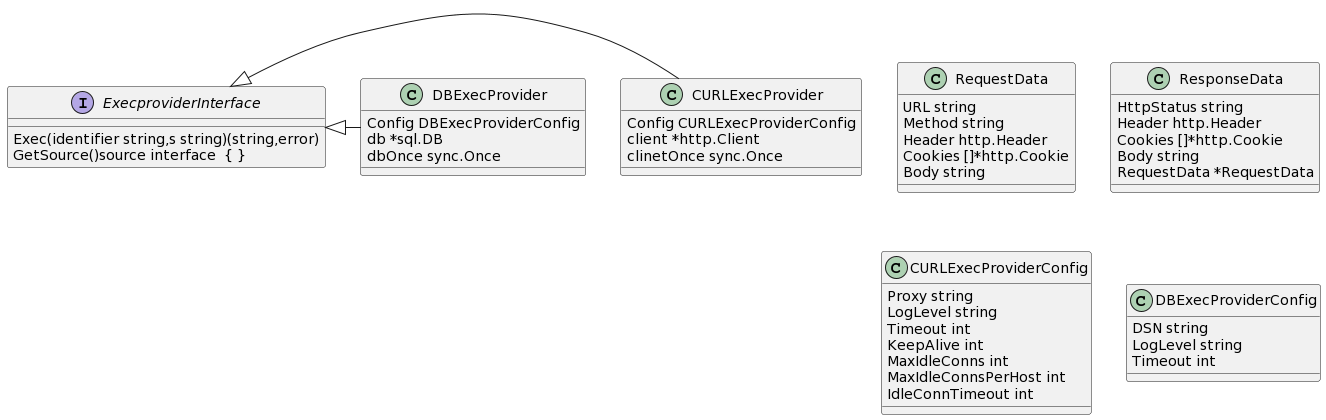 I ExecproviderInterface
Exec(identifier string,s string)(string,error)
GetSource()source interface { }
C DBExecProvider
Config DBExecProviderConfig
db *sql.DB
dbOnce sync.Once
C CURLExecProvider
Config CURLExecProviderConfig
client *http.Client
clinetOnce sync.Once
C RequestData
URL string
Method string
Header http.Header
Cookies []*http.Cookie
Body string
C ResponseData
HttpStatus string
Header http.Header
Cookies []*http.Cookie
Body string
RequestData *RequestData
C CURLExecProviderConfig
Proxy string
LogLevel string
Timeout int
KeepAlive int
MaxIdleConns int
MaxIdleConnsPerHost int
IdleConnTimeout int
C DBExecProviderConfig
DSN string
LogLevel string
Timeout int